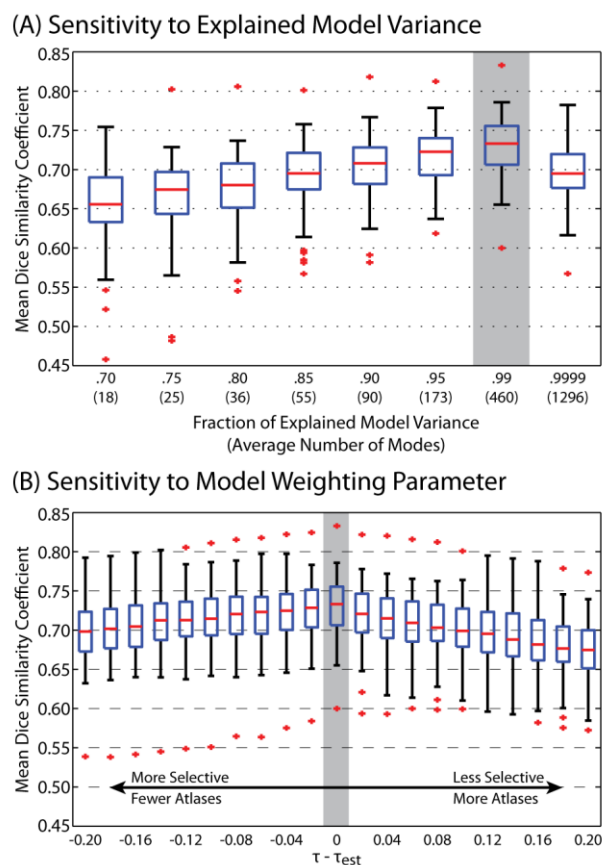 (A) Sensitivity to Explained Model Variance
Mean Dice Similarity Coefficient
0.85
0.80
0.75
0.70
0.65
0.60
0.55
0.50
0.45
.70 .75 .80 .85 .90 .95 .99 .9999
(18) (25) (36) (55) (90) (173) (460) (1296)
Fraction of Explained Model Variance
(Average Number of Modes)
(B) Sensitivity to Model Weighting Parameter
Mean Dice Similarity Coefficient
0.85
0.80
0.75
0.70
0.65
0.60
0.55
0.50
0.45
More Selective Less Selective
Fewer Atlases More Atlases
-0.20 -0.16 -0.12 -0.08 -0.04 0 0.04 0.08 0.12 0.16 0.20
τ - τest